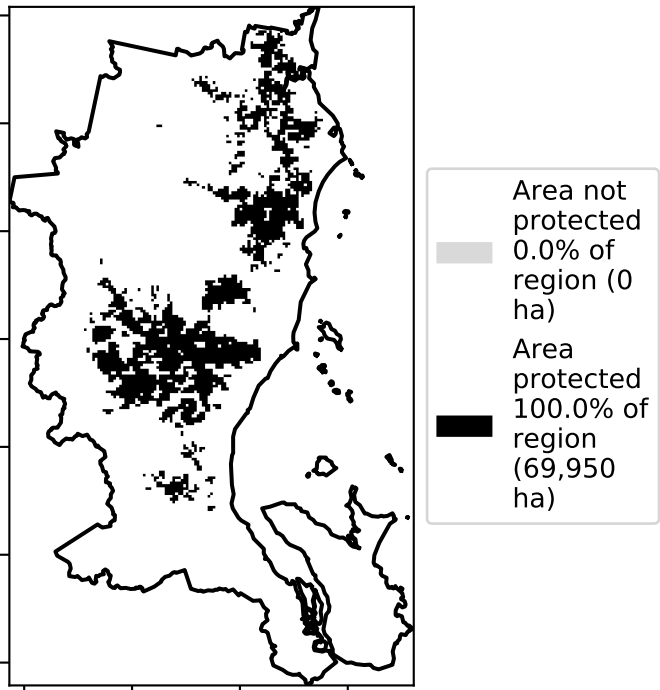 Area not
protected
0.0% of
region (0
ha)
Area
protected
100.0% of
region
(69,950
ha)